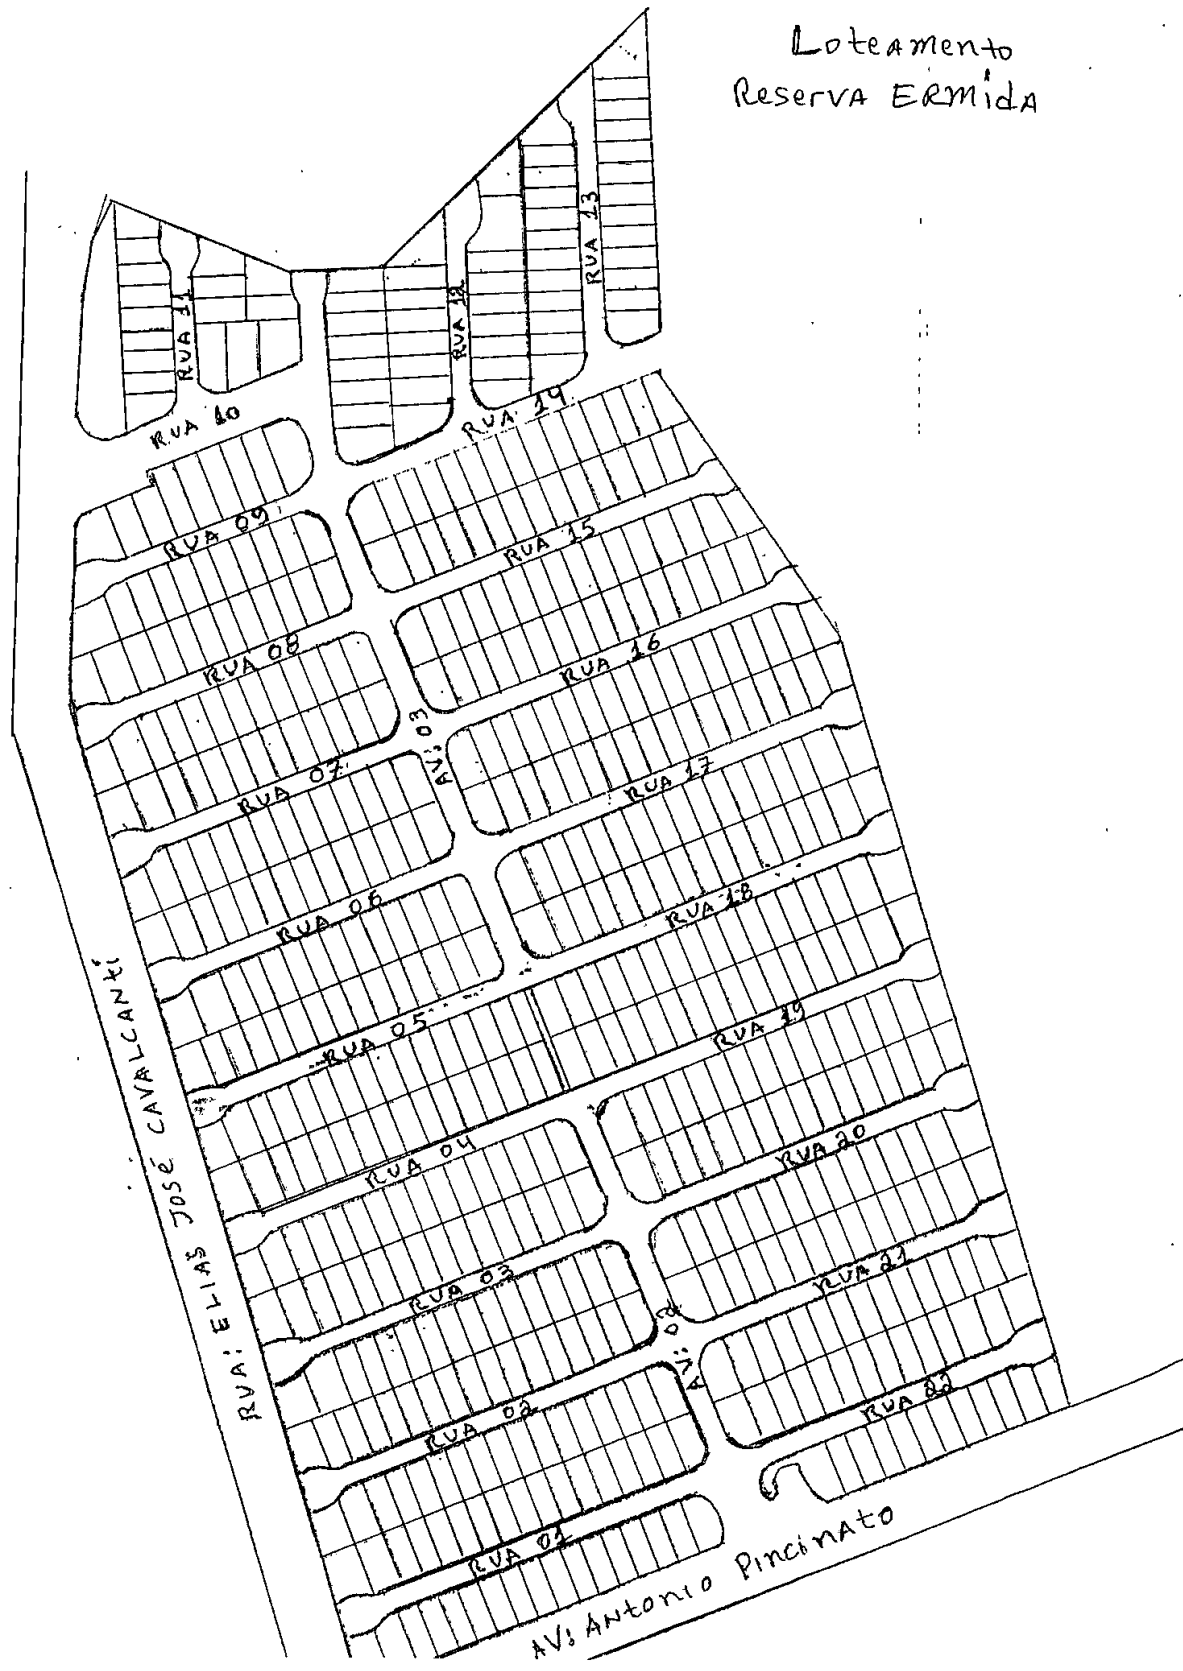 Loteamento
Reserva ERMidA
RUA 13
RUA 11
RUA 12
RUA 10
RUA 14
RUA 09
RUA 15
RUA 08
RUA 16
AV: 03
RUA 07
RUA 17
RUA 06
RUA 18
RUA 05
RUA 19
RUA 04
RUA 20
RUA 03
RUA 21
AV: 02
RUA 02
RUA 22
RUA 01
RUA: ELIAS JOSÉ CAVALCANti
AV: ANtonio PincinAto